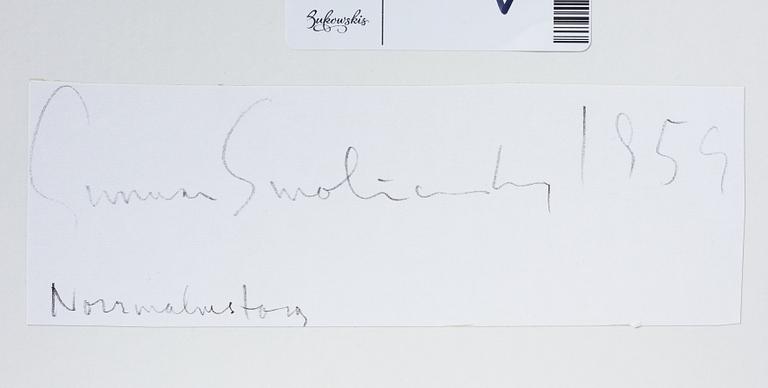 Bukowskis
Gunnar Smoliansky 1959
Norrmalmstorg